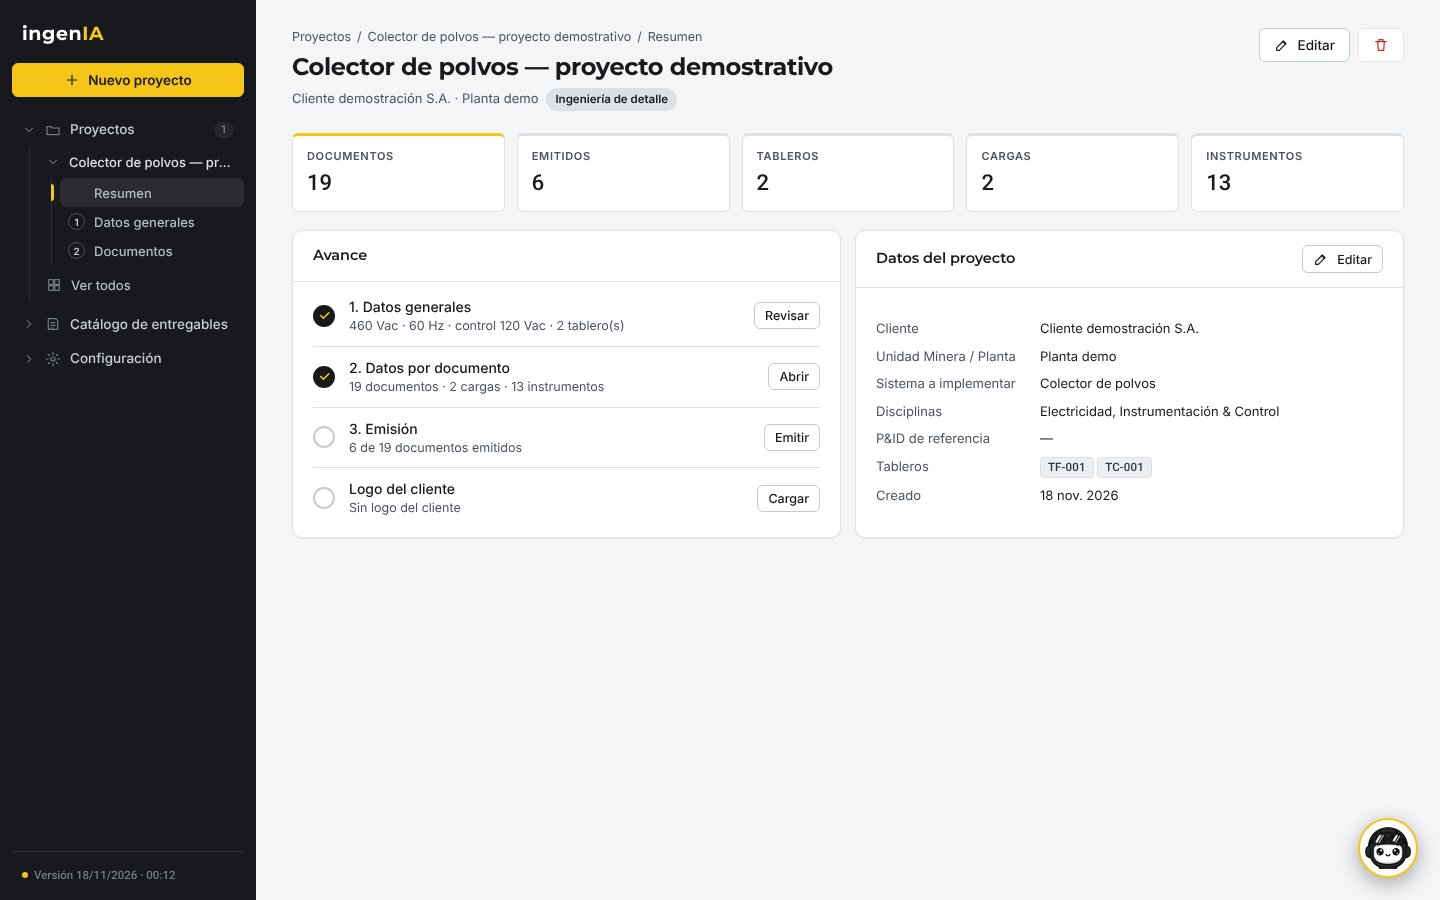 ingenIA
Nuevo proyecto
Proyectos 1
Colector de polvos — pr...
Resumen
1 Datos generales
2 Documentos
Ver todos
Catálogo de entregables
Configuración
Versión 18/11/2026 · 00:12
Proyectos / Colector de polvos — proyecto demostrativo / Resumen
Colector de polvos — proyecto demostrativo
Cliente demostración S.A. · Planta demo Ingeniería de detalle
Editar
DOCUMENTOS
19
EMITIDOS
6
TABLEROS
2
CARGAS
2
INSTRUMENTOS
13
Avance
1. Datos generales
460 Vac · 60 Hz · control 120 Vac · 2 tablero(s)
Revisar
2. Datos por documento
19 documentos · 2 cargas · 13 instrumentos
Abrir
3. Emisión
6 de 19 documentos emitidos
Emitir
Logo del cliente
Sin logo del cliente
Cargar
Datos del proyecto
Editar
Cliente Cliente demostración S.A.
Unidad Minera / Planta Planta demo
Sistema a implementar Colector de polvos
Disciplinas Electricidad, Instrumentación & Control
P&ID de referencia —
Tableros TF-001 TC-001
Creado 18 nov. 2026